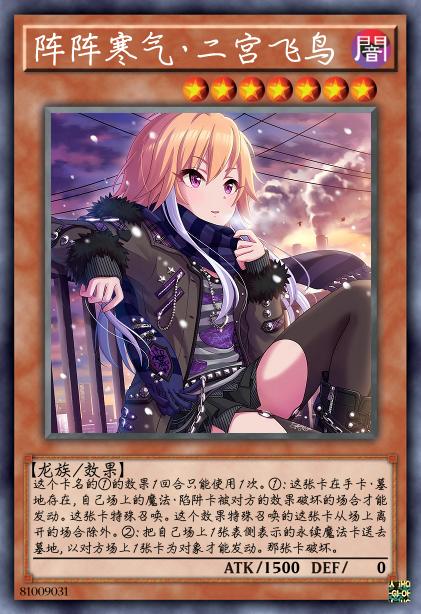 阵阵寒气·二宫飞鸟
闇
【龙族/效果】
这个卡名的①的效果1回合只能使用1次。①:这张卡在手卡·墓
地存在,自己场上的魔法·陷阱卡被对方的效果破坏的场合才能
发动。这张卡特殊召唤。这个效果特殊召唤的这张卡从场上离
开的场合除外。②:把自己场上1张表侧表示的永续魔法卡送去
墓地,以对方场上1张卡为对象才能发动。那张卡破坏。
ATK/1500 DEF/ 0
81009031